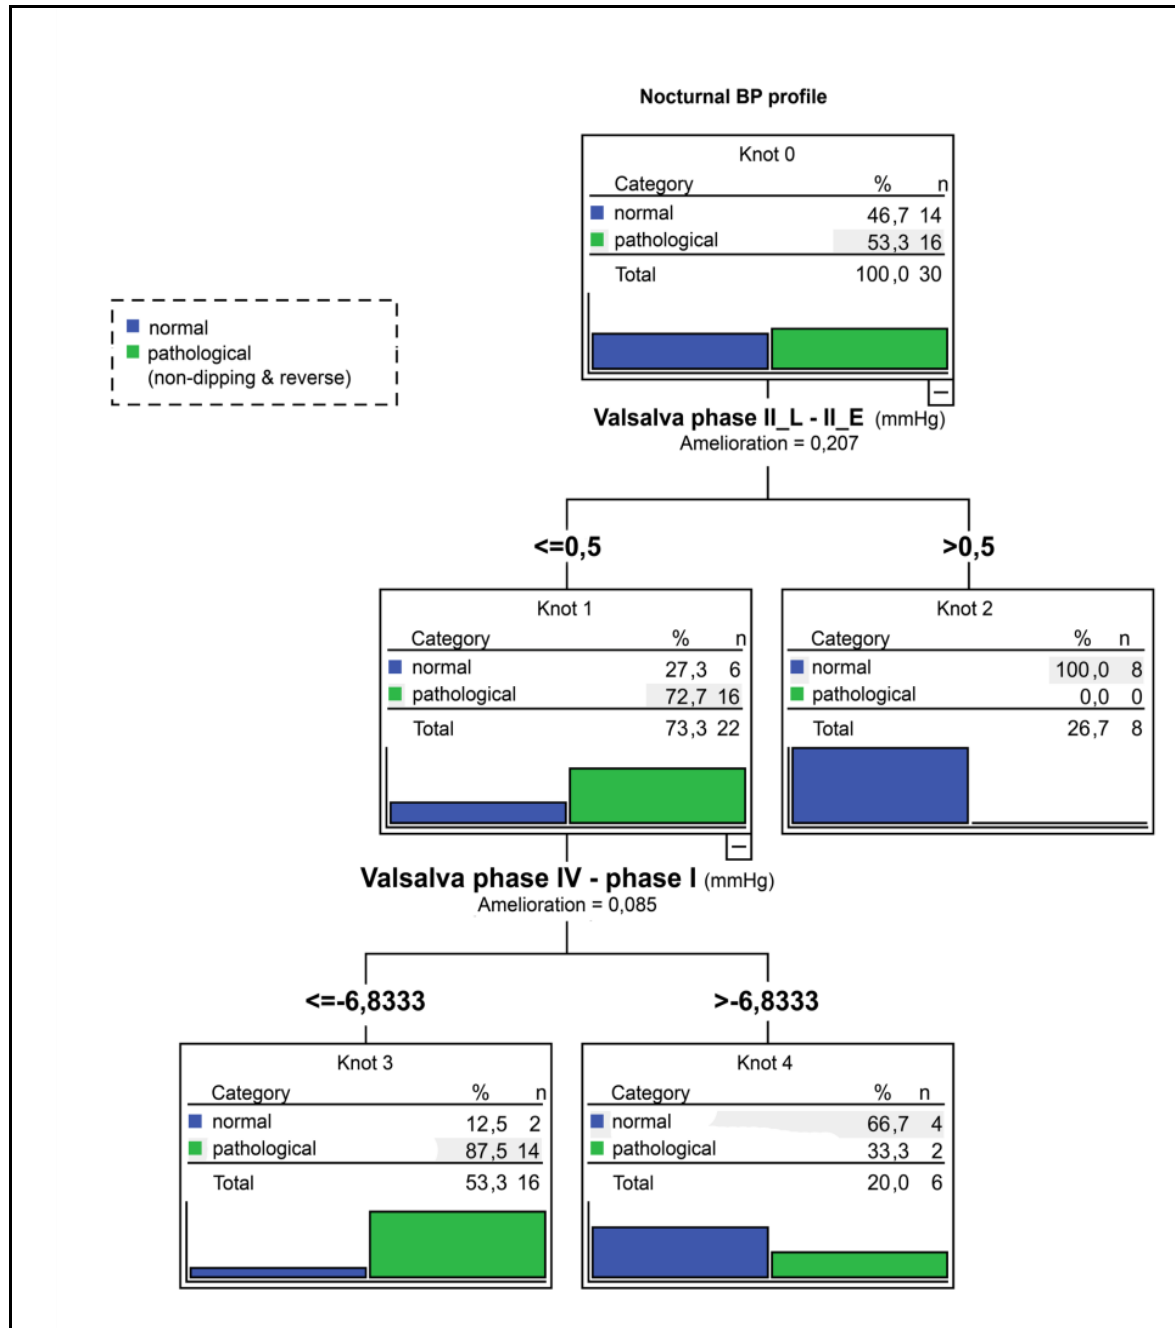 Nocturnal BP profile
Knot 0
Category % n
normal 46,7 14
pathological 53,3 16
Total 100,0 30
normal
pathological
(non-dipping & reverse)
Valsalva phase II_L - II_E (mmHg)
Amelioration = 0,207
<=0,5
>0,5
Knot 1
Category % n
normal 27,3 6
pathological 72,7 16
Total 73,3 22
Knot 2
Category % n
normal 100,0 8
pathological 0,0 0
Total 26,7 8
Valsalva phase IV - phase I (mmHg)
Amelioration = 0,085
<=-6,8333
>-6,8333
Knot 3
Category % n
normal 12,5 2
pathological 87,5 14
Total 53,3 16
Knot 4
Category % n
normal 66,7 4
pathological 33,3 2
Total 20,0 6